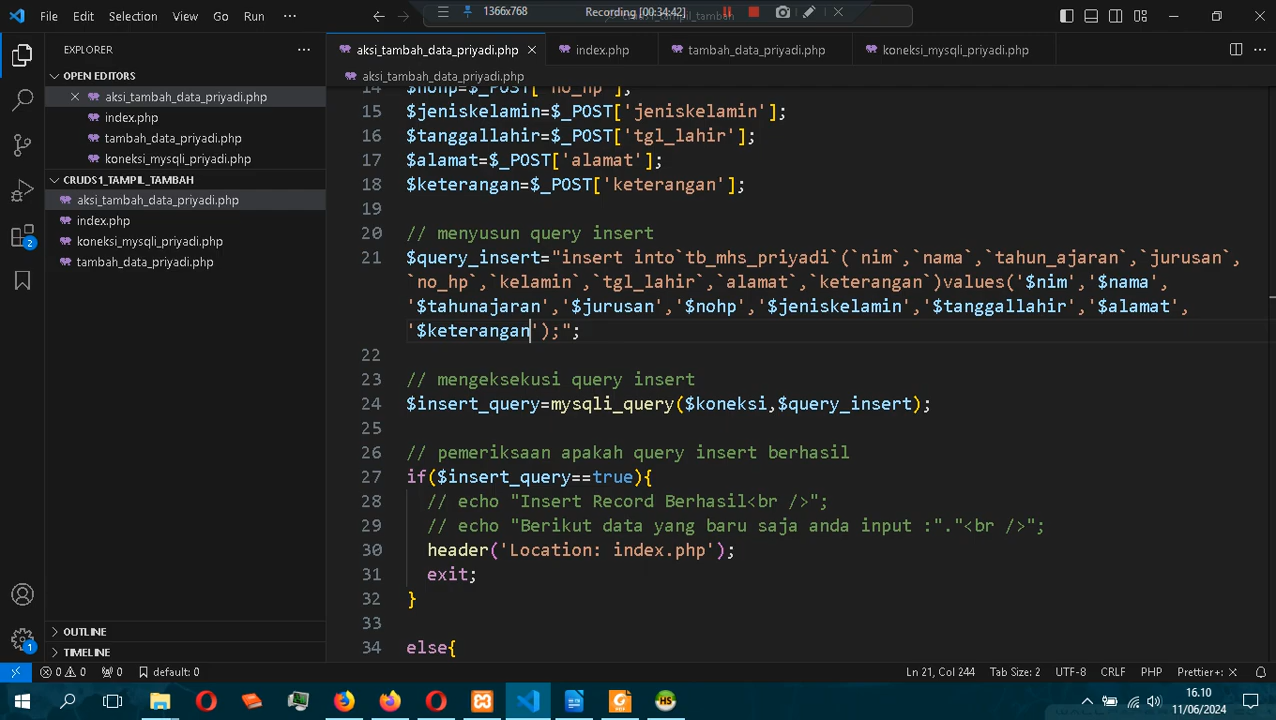 File Edit Selection View Go Run ···
1366x768 Recording [00:34:42]
EXPLORER ···
OPEN EDITORS
aksi_tambah_data_priyadi.php
index.php
tambah_data_priyadi.php
koneksi_mysqli_priyadi.php
CRUDS1_TAMPIL_TAMBAH
aksi_tambah_data_priyadi.php
index.php
koneksi_mysqli_priyadi.php
tambah_data_priyadi.php
OUTLINE
TIMELINE
aksi_tambah_data_priyadi.php index.php tambah_data_priyadi.php koneksi_mysqli_priyadi.php ···
aksi_tambah_data_priyadi.php
14 $nohp=$_POST['no_hp'];
15 $jeniskelamin=$_POST['jeniskelamin'];
16 $tanggallahir=$_POST['tgl_lahir'];
17 $alamat=$_POST['alamat'];
18 $keterangan=$_POST['keterangan'];
19
20 // menyusun query insert
21 $query_insert="insert into`tb_mhs_priyadi`(`nim`,`nama`,`tahun_ajaran`,`jurusan`,
`no_hp`,`kelamin`,`tgl_lahir`,`alamat`,`keterangan`)values('$nim','$nama',
'$tahunajaran','$jurusan','$nohp','$jeniskelamin','$tanggallahir','$alamat',
'$keterangan');";
22
23 // mengeksekusi query insert
24 $insert_query=mysqli_query($koneksi,$query_insert);
25
26 // pemeriksaan apakah query insert berhasil
27 if($insert_query==true){
28 // echo "Insert Record Berhasil<br />";
29 // echo "Berikut data yang baru saja anda input :"."<br />";
30 header('Location: index.php');
31 exit;
32 }
33
34 else{
0 0 0 default: 0 Ln 21, Col 244 Tab Size: 2 UTF-8 CRLF PHP Prettier+:
2
1
16.10
11/06/2024